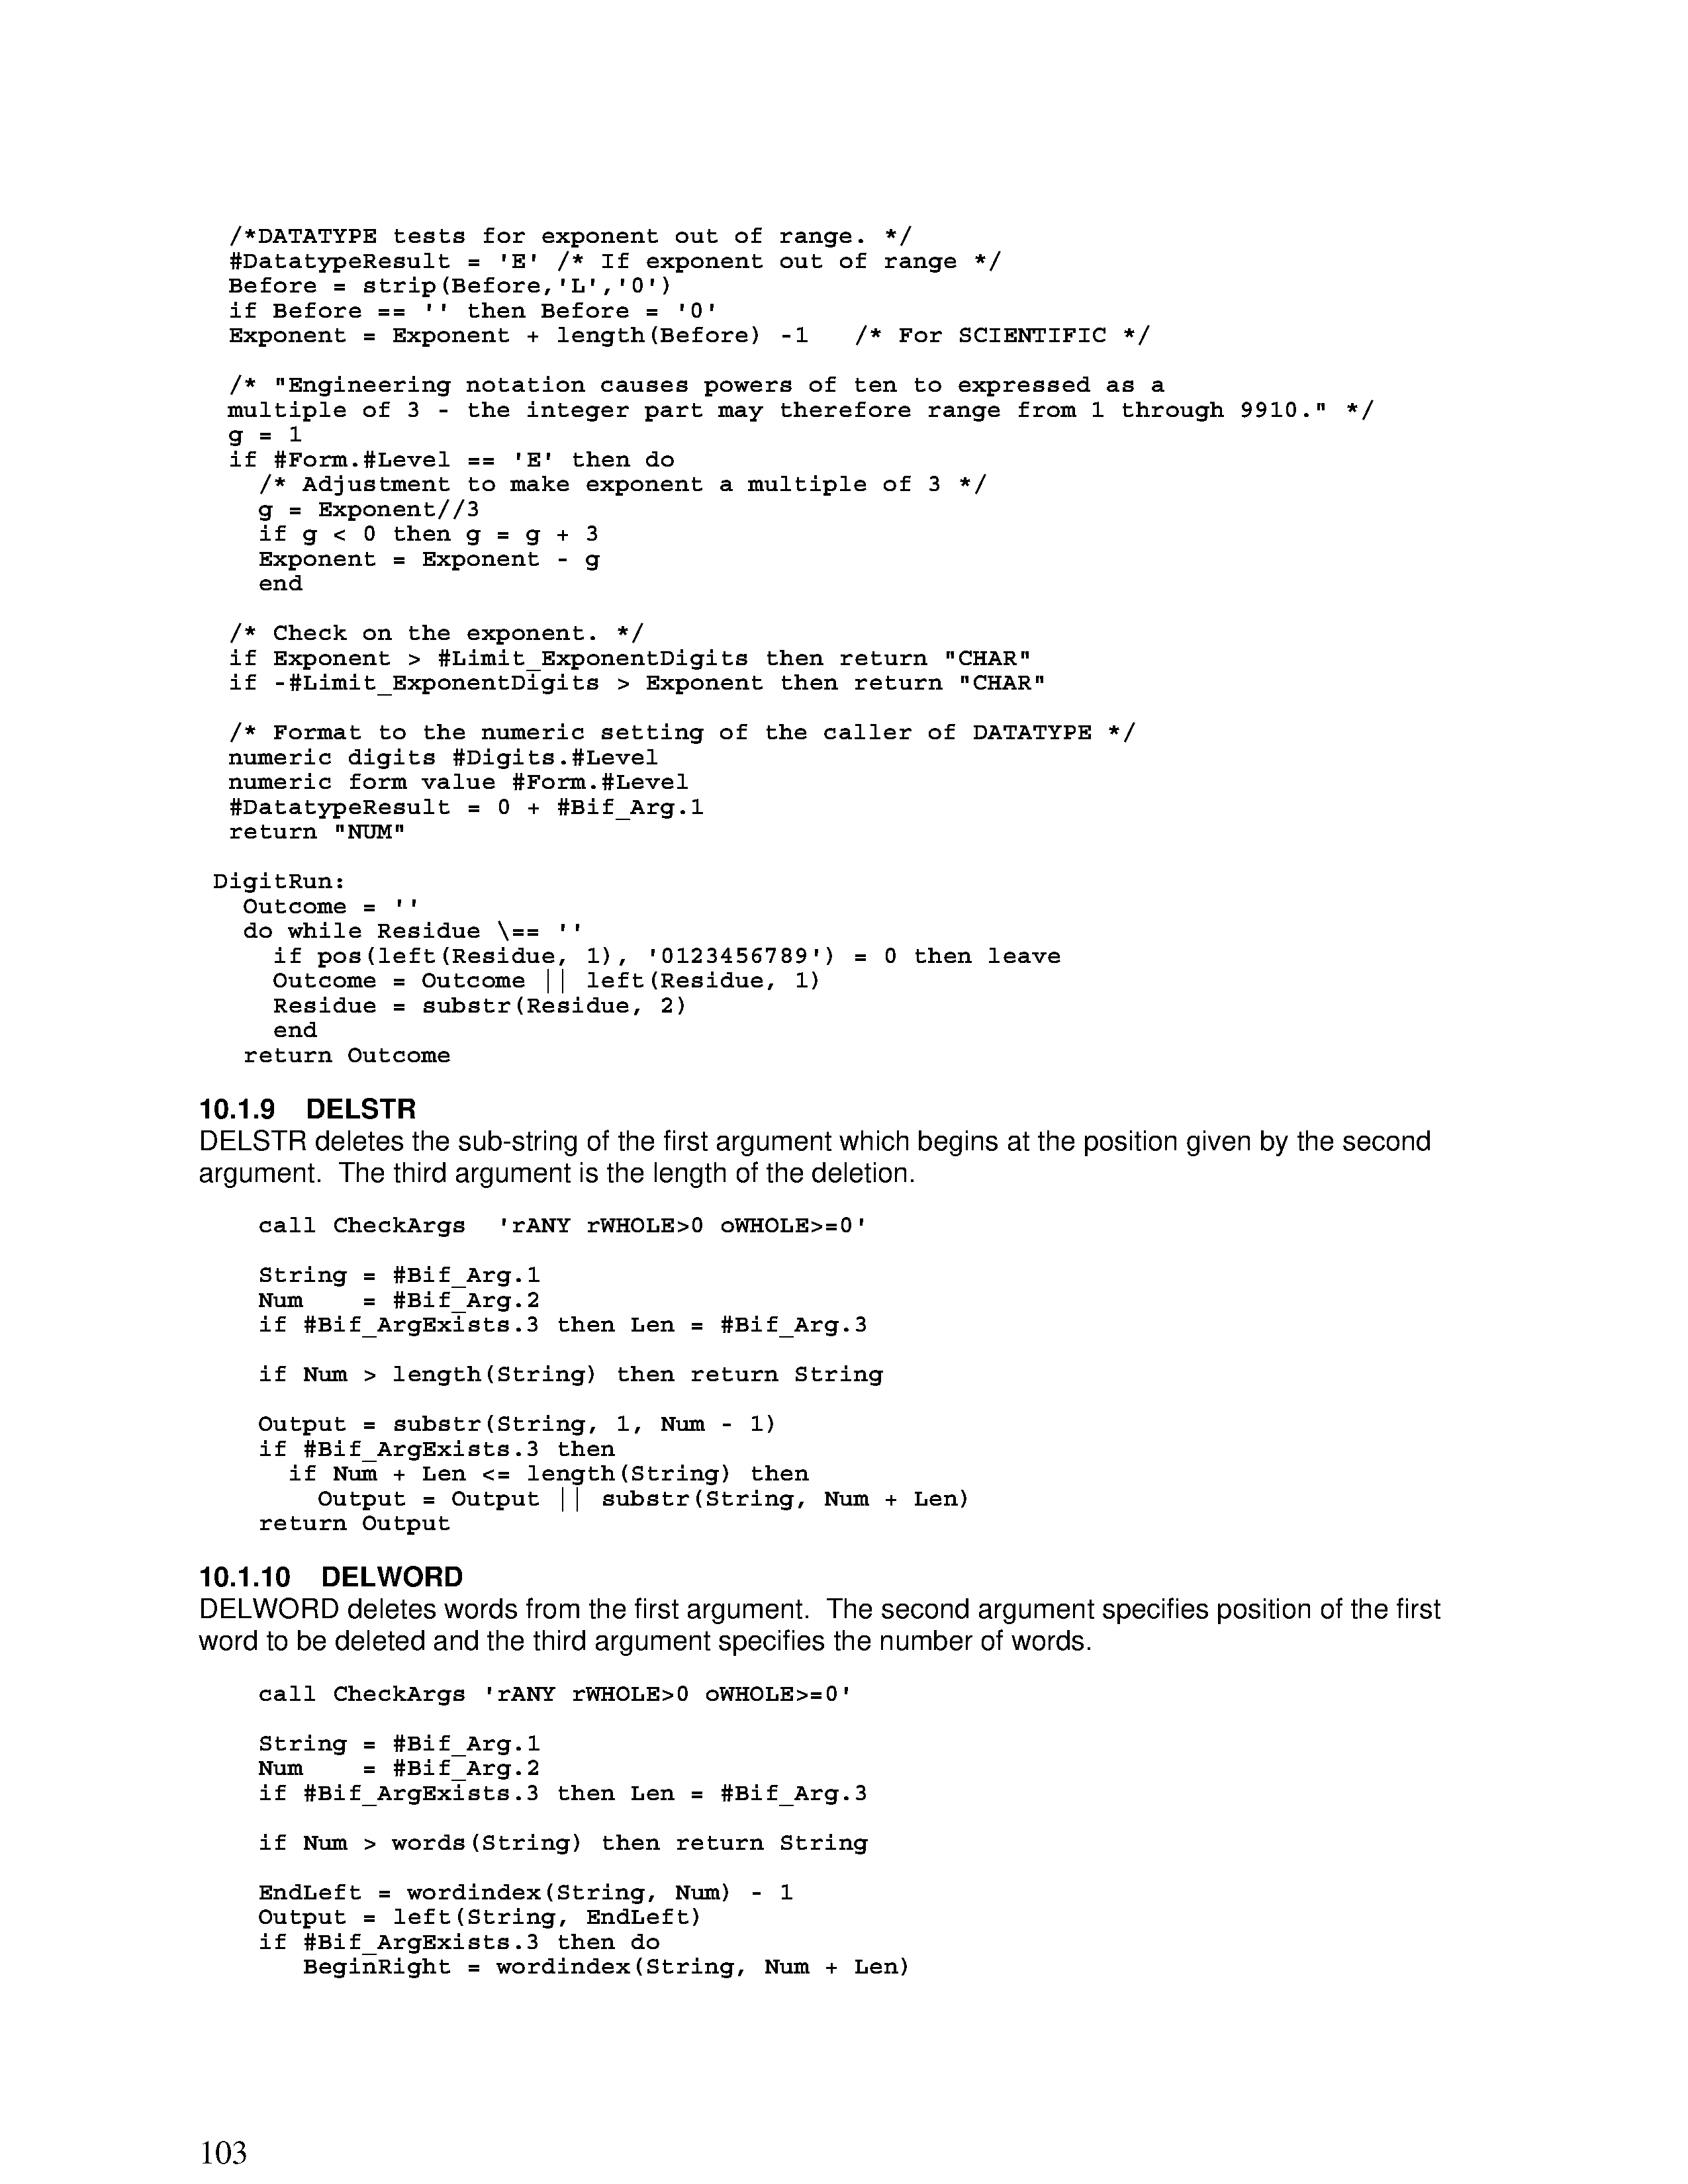 /*DATATYPE tests for exponent out of range. */
#DatatypeResult = 'E' /* If exponent out of range */
Before = strip(Before,'L','0')
if Before == '' then Before = '0'
Exponent = Exponent + length(Before) -1   /* For SCIENTIFIC */
/* "Engineering notation causes powers of ten to expressed as a
multiple of 3 - the integer part may therefore range from 1 through 9910." */
g = 1
if #Form.#Level == 'E' then do
/* Adjustment to make exponent a multiple of 3 */
g = Exponent//3
if g < 0 then g = g + 3
Exponent = Exponent - g
end
/* Check on the exponent. */
if Exponent > #Limit_ExponentDigits then return "CHAR"
if -#Limit_ExponentDigits > Exponent then return "CHAR"
/* Format to the numeric setting of the caller of DATATYPE */
numeric digits #Digits.#Level
numeric form value #Form.#Level
#DatatypeResult = 0 + #Bif_Arg.1
return "NUM"
DigitRun:
Outcome = ''
do while Residue \== ''
if pos(left(Residue, 1), '0123456789') = 0 then leave
Outcome = Outcome || left(Residue, 1)
Residue = substr(Residue, 2)
end
return Outcome
10.1.9 DELSTR
DELSTR deletes the sub-string of the first argument which begins at the position given by the second
argument. The third argument is the length of the deletion.
call CheckArgs  'rANY rWHOLE>0 oWHOLE>=0'
String = #Bif_Arg.1
Num    = #Bif_Arg.2
if #Bif_ArgExists.3 then Len = #Bif_Arg.3
if Num > length(String) then return String
Output = substr(String, 1, Num - 1)
if #Bif_ArgExists.3 then
if Num + Len <= length(String) then
Output = Output || substr(String, Num + Len)
return Output
10.1.10 DELWORD
DELWORD deletes words from the first argument. The second argument specifies position of the first
word to be deleted and the third argument specifies the number of words.
call CheckArgs 'rANY rWHOLE>0 oWHOLE>=0'
String = #Bif_Arg.1
Num    = #Bif_Arg.2
if #Bif_ArgExists.3 then Len = #Bif_Arg.3
if Num > words(String) then return String
EndLeft = wordindex(String, Num) - 1
Output = left(String, EndLeft)
if #Bif_ArgExists.3 then do
BeginRight = wordindex(String, Num + Len)
103